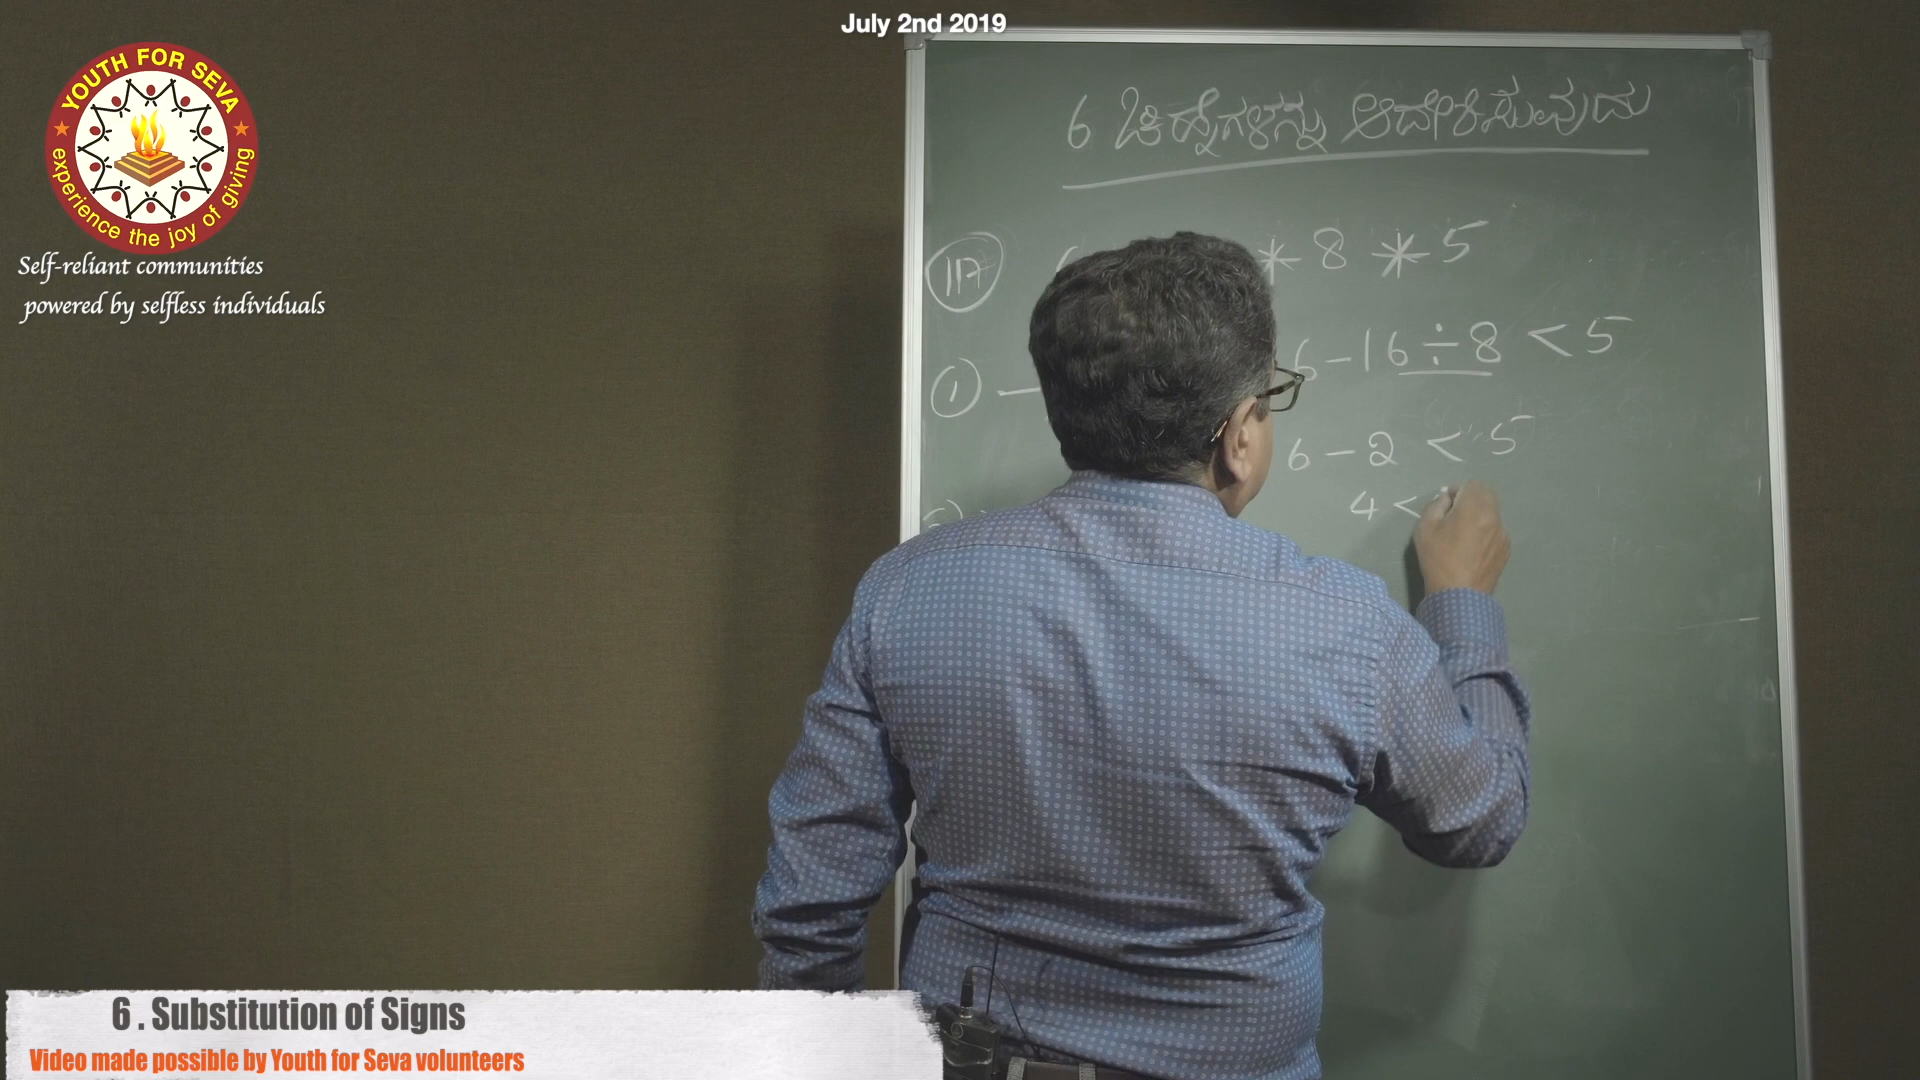 July 2nd 2019
YOUTH FOR SEVA
experience the joy of giving
Self-reliant communities
powered by selfless individuals
6 ಚಿಹ್ನೆಗಳನ್ನು ಆದೇಶಿಸುವುದು
117 * 8 * 5
1 — 6 - 16 ÷ 8 < 5
6 - 2 < 5
4 <
6 . Substitution of Signs
Video made possible by Youth for Seva volunteers